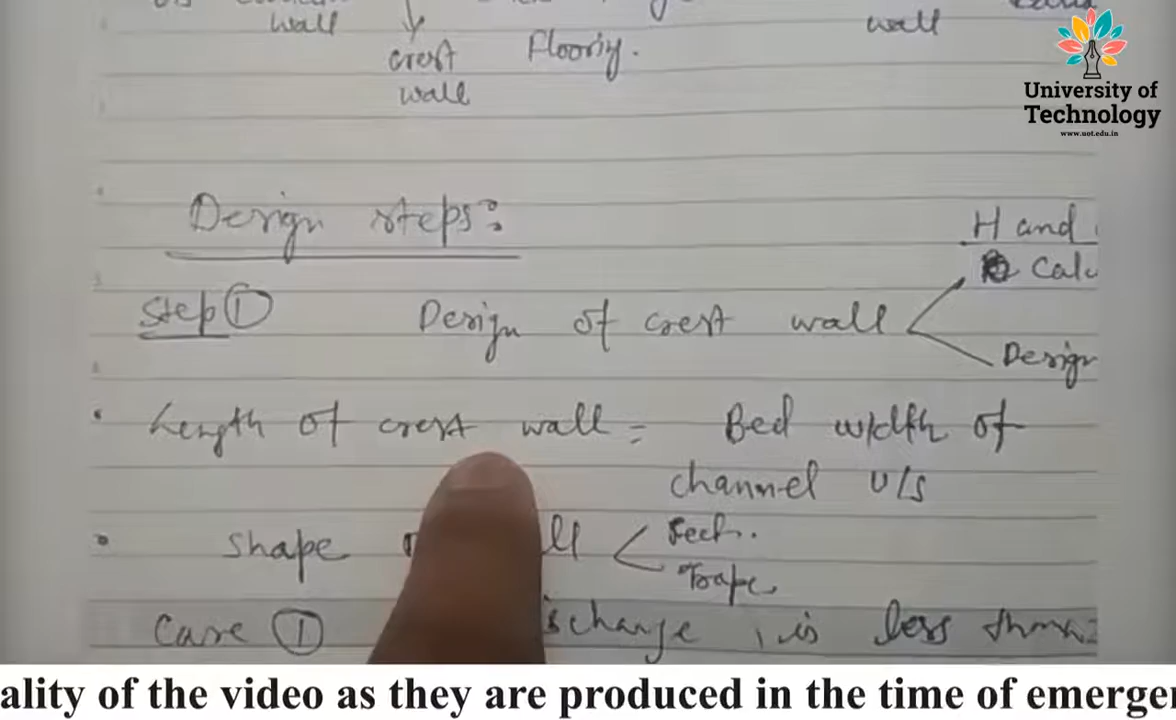 wall
wall
crest
Flooriy.
wall
University of
Technology
www.uot.edu.in
Design steps:
H and
Calc
Step ① Design of crest wall
Design
• Length of crest wall = Bed width of
channel U/S
• Shape
Rect.
Trape.
Case ① ischarge is less than
ality of the video as they are produced in the time of emerge